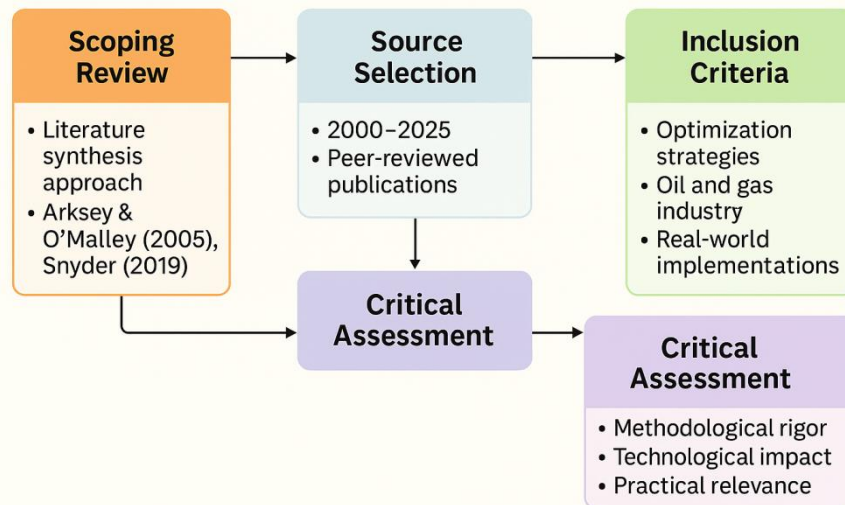 Scoping
Review
• Literature
synthesis
approach
• Arksey &
O'Malley (2005),
Snyder (2019)
Source
Selection
• 2000–2025
• Peer-reviewed
publications
Inclusion
Criteria
• Optimization
strategies
• Oil and gas
industry
• Real-world
implementations
Critical
Assessment
Critical
Assessment
• Methodological rigor
• Technological impact
• Practical relevance